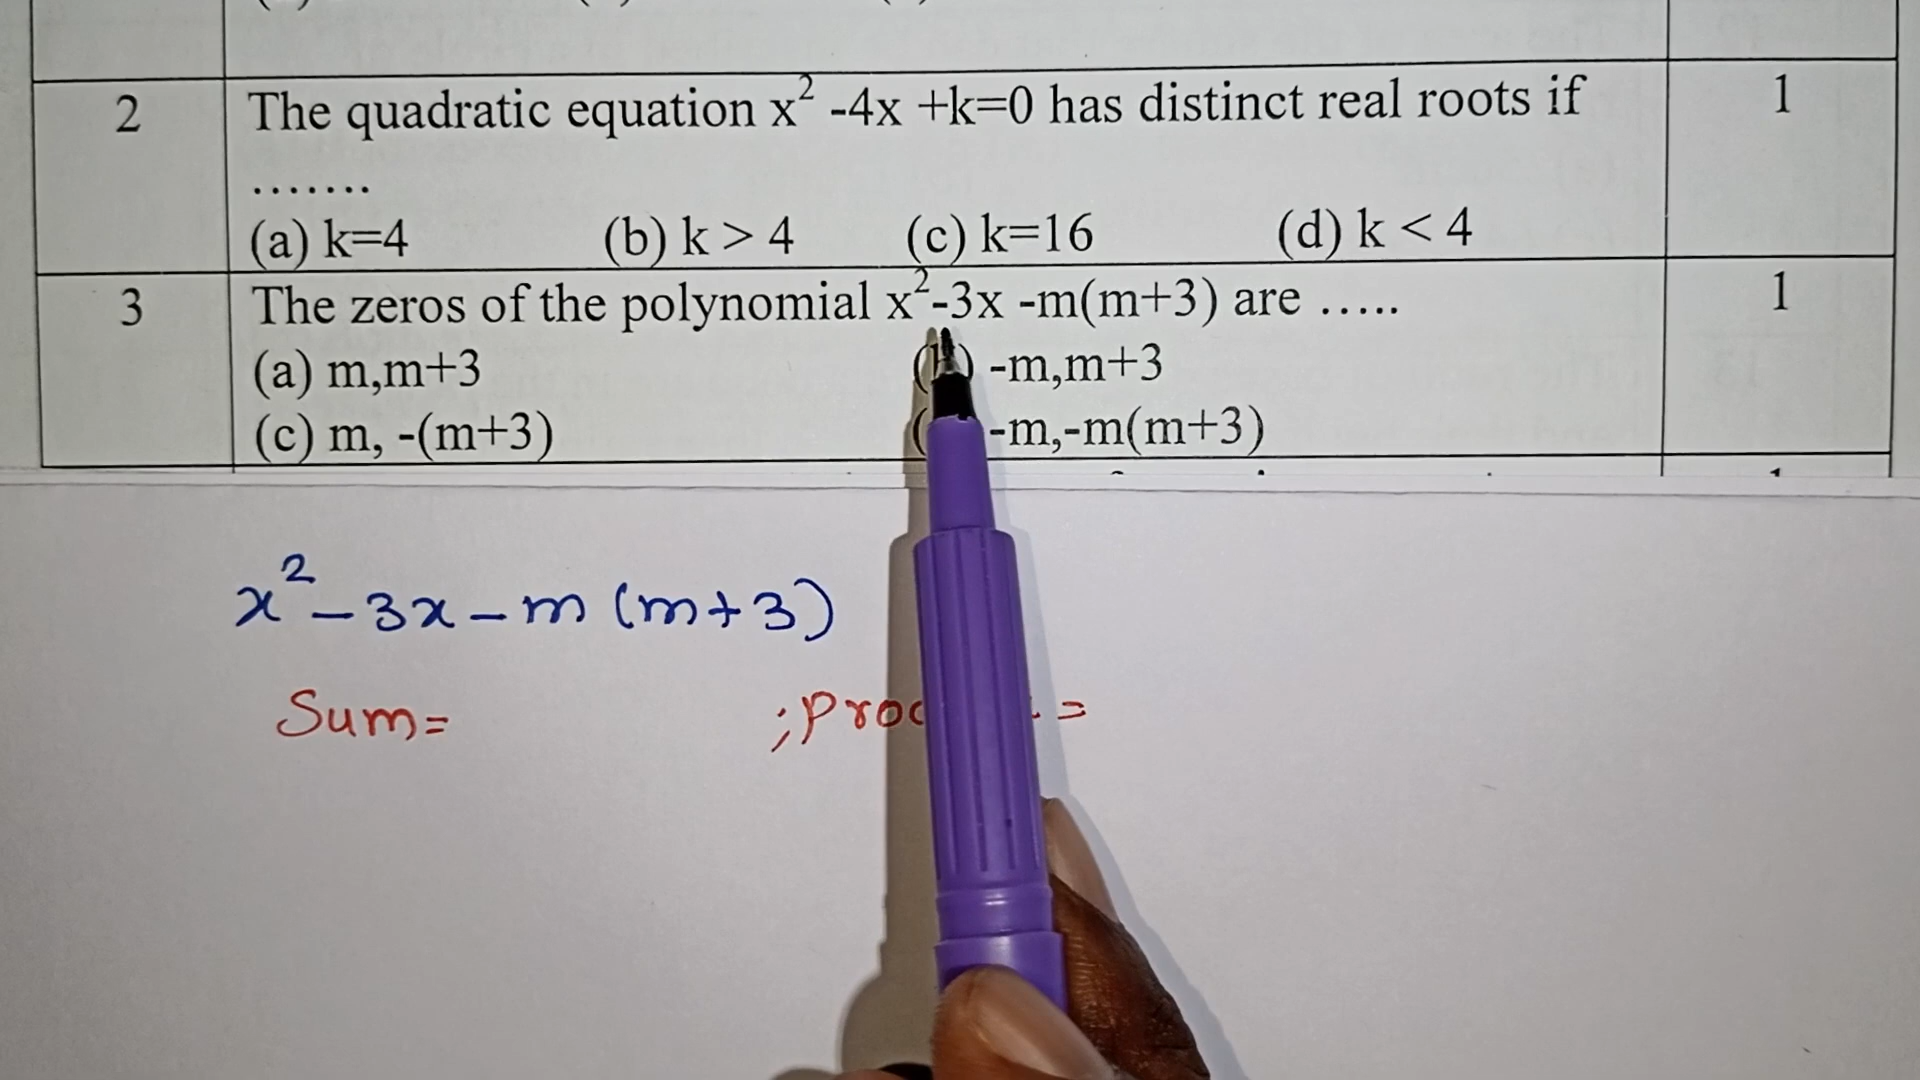 2 The quadratic equation x² -4x +k=0 has distinct real roots if 1
.......
(a) k=4 (b) k > 4 (c) k=16 (d) k < 4
3 The zeros of the polynomial x²-3x -m(m+3) are ..... 1
(a) m,m+3 -m,m+3
(c) m, -(m+3) -m,-m(m+3)
x² - 3x - m (m+3)
Sum= ; =